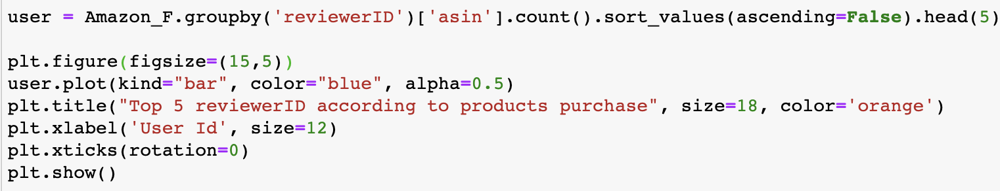 user = Amazon_F.groupby('reviewerID')['asin'].count().sort_values(ascending=False).head(5)
plt.figure(figsize=(15,5))
user.plot(kind="bar", color="blue", alpha=0.5)
plt.title("Top 5 reviewerID according to products purchase", size=18, color='orange')
plt.xlabel('User Id', size=12)
plt.xticks(rotation=0)
plt.show()